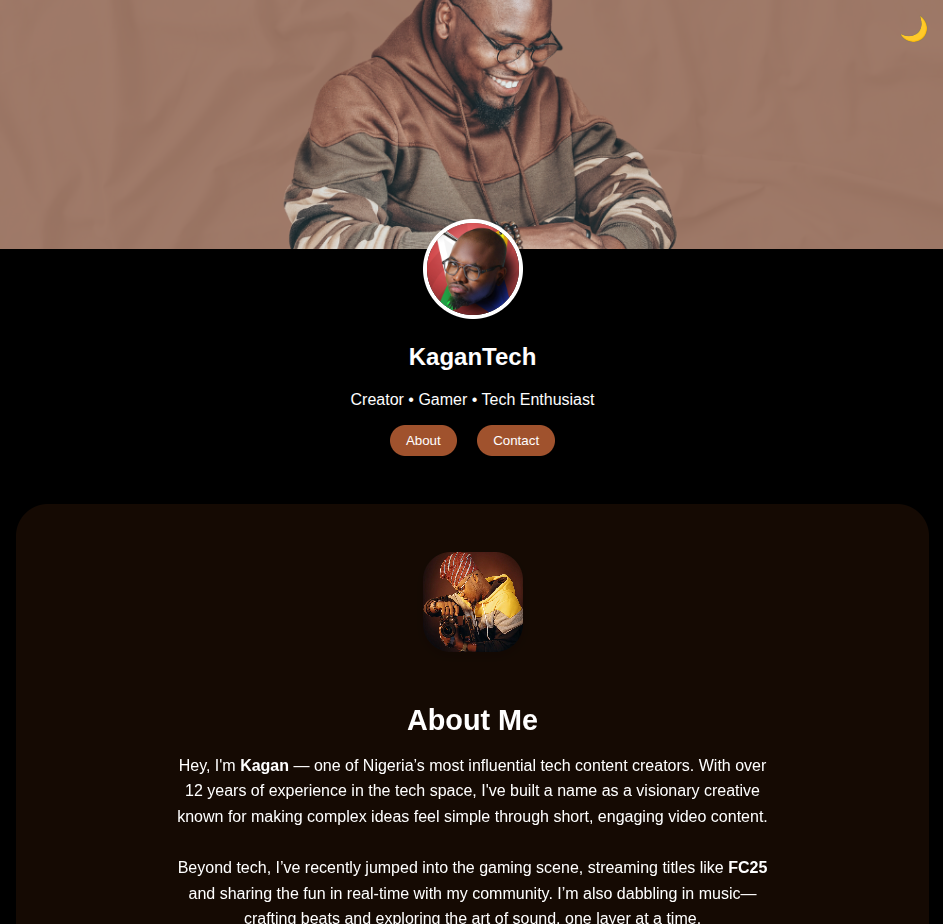 KaganTech
Creator • Gamer • Tech Enthusiast
About
Contact
About Me
Hey, I'm Kagan — one of Nigeria’s most influential tech content creators. With over
12 years of experience in the tech space, I've built a name as a visionary creative
known for making complex ideas feel simple through short, engaging video content.
Beyond tech, I’ve recently jumped into the gaming scene, streaming titles like FC25
and sharing the fun in real-time with my community. I’m also dabbling in music—
crafting beats and exploring the art of sound, one layer at a time.